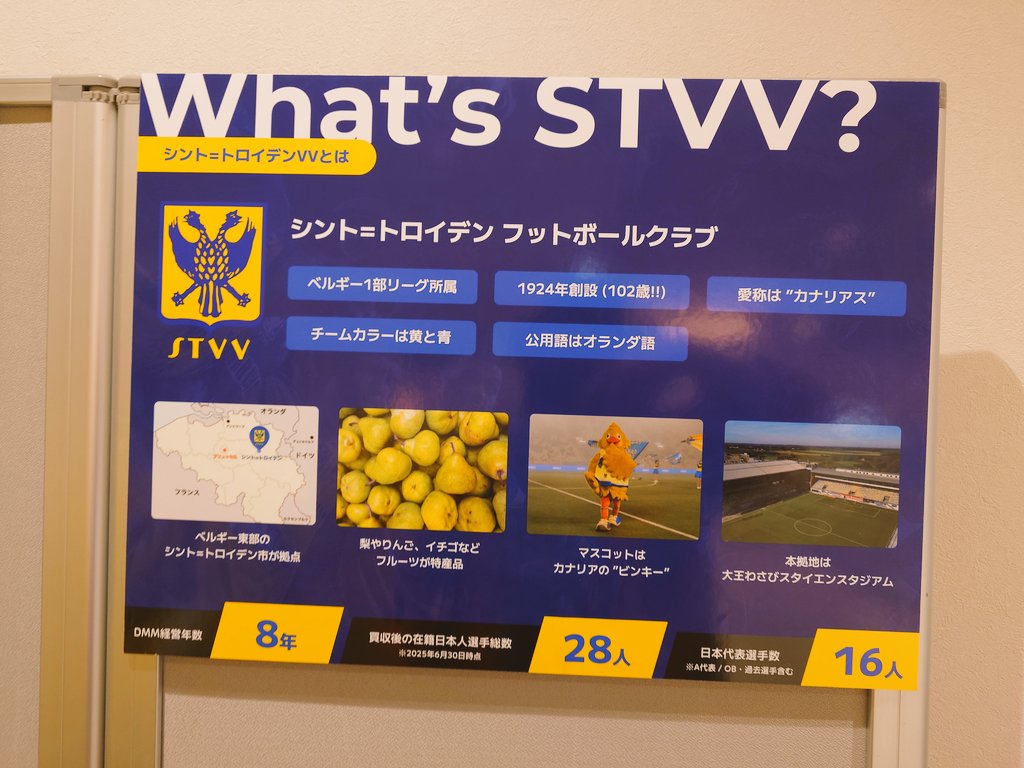 What's STVV?
シント=トロイデンVVとは
シント=トロイデン フットボールクラブ
ベルギー1部リーグ所属
1924年創設 (102歳!!)
愛称は "カナリアス"
チームカラーは黄と青
公用語はオランダ語
STVV
オランダ
ドイツ
シント=トロイデン
フランス
ベルギー東部の
シント=トロイデン市が拠点
梨やりんご、イチゴなど
フルーツが特産品
マスコットは
カナリアの "ピンキー"
本拠地は
大王わさびスタイエンスタジアム
DMM経営年数
8年
買収後の在籍日本人選手総数
※2025年6月30日時点
28人
日本代表選手数
※A代表 / OB・過去選手含む
16人